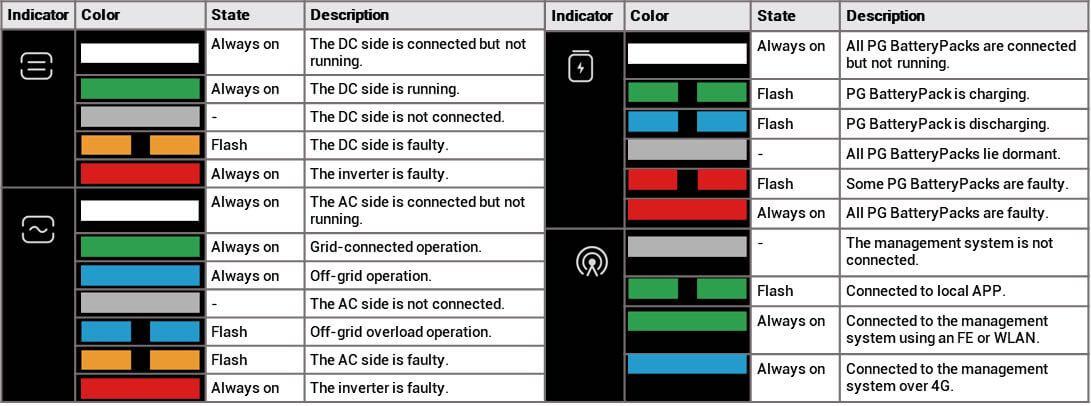 Indicator Color State Description
Always on The DC side is connected but not
running.
Always on The DC side is running.
- The DC side is not connected.
Flash The DC side is faulty.
Always on The inverter is faulty.
Always on The AC side is connected but not
running.
Always on Grid-connected operation.
Always on Off-grid operation.
- The AC side is not connected.
Flash Off-grid overload operation.
Flash The AC side is faulty.
Always on The inverter is faulty.
Indicator Color State Description
Always on All PG BatteryPacks are connected
but not running.
Flash PG BatteryPack is charging.
Flash PG BatteryPack is discharging.
- All PG BatteryPacks lie dormant.
Flash Some PG BatteryPacks are faulty.
Always on All PG BatteryPacks are faulty.
- The management system is not
connected.
Flash Connected to local APP.
Always on Connected to the management
system using an FE or WLAN.
Always on Connected to the management
system over 4G.